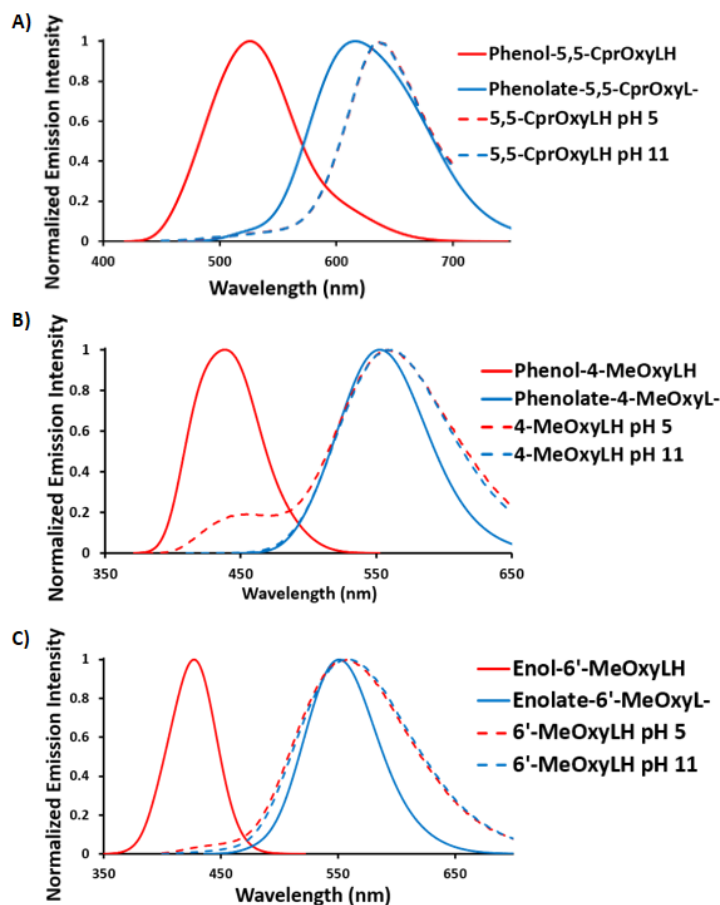 A)
Normalized Emission Intensity
1
0.8
0.6
0.4
0.2
0
400
500
600
700
Wavelength (nm)
Phenol-5,5-CprOxyLH
Phenolate-5,5-CprOxyL-
5,5-CprOxyLH pH 5
5,5-CprOxyLH pH 11
B)
Normalized Emission Intensity
1
0.8
0.6
0.4
0.2
0
350
450
550
650
Wavelength (nm)
Phenol-4-MeOxyLH
Phenolate-4-MeOxyL-
4-MeOxyLH pH 5
4-MeOxyLH pH 11
C)
Normalized Emission Intensity
1
0.8
0.6
0.4
0.2
0
350
450
550
650
Wavelength (nm)
Enol-6'-MeOxyLH
Enolate-6'-MeOxyL-
6'-MeOxyLH pH 5
6'-MeOxyLH pH 11